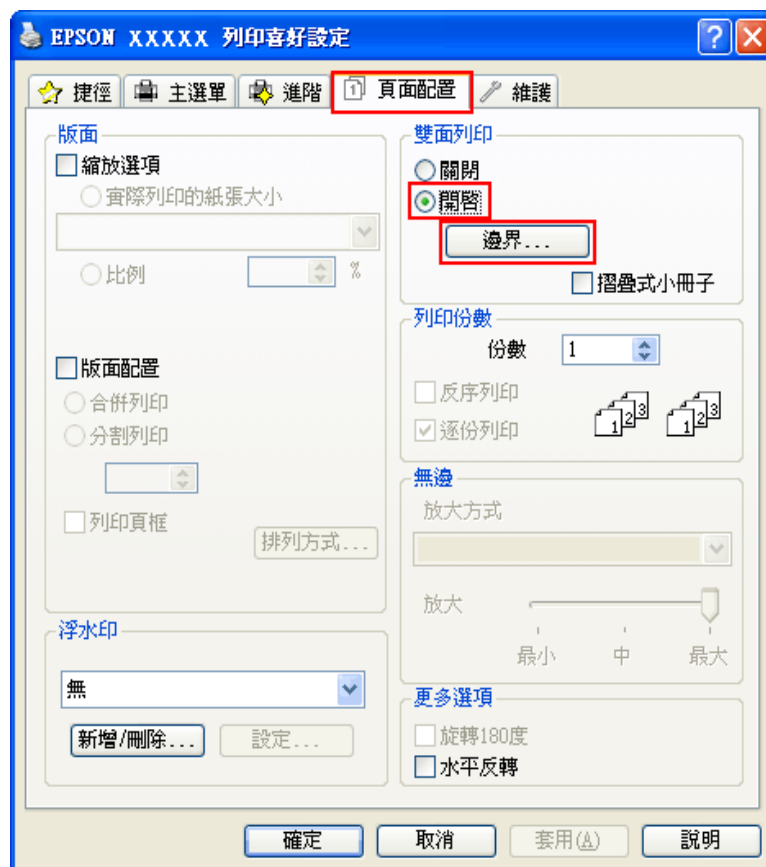 EPSON XXXXX 列印喜好設定
捷徑 主選單 進階 頁面配置 維護
版面
縮放選項
實際列印的紙張大小
比例 %
版面配置
合併列印
分割列印
列印頁框
排列方式...
浮水印
無
新增/刪除... 設定...
雙面列印
關閉
開啓
邊界...
摺疊式小冊子
列印份數
份數 1
反序列印
逐份列印
1 2 3 1 2 3
無邊
放大方式
放大
最小 中 最大
更多選項
旋轉180度
水平反轉
確定 取消 套用(A) 說明